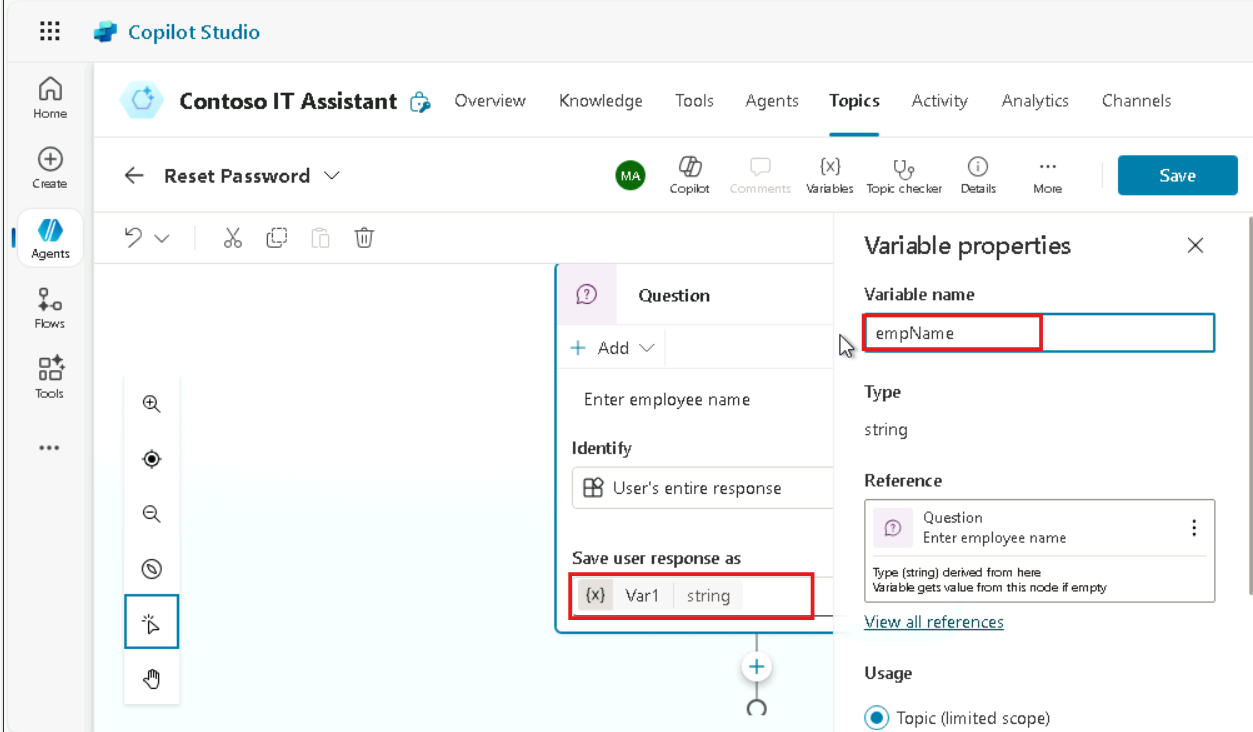 Copilot Studio
Home
Create
Agents
Flows
Tools
Contoso IT Assistant Overview Knowledge Tools Agents Topics Activity Analytics Channels
Reset Password
MA
Copilot Comments {x} Variables Topic checker Details More
Save
Question
+ Add
Enter employee name
Identify
User's entire response
Save user response as
{x} Var1 string
Variable properties
Variable name
empName
Type
string
Reference
Question
Enter employee name
Type (string) derived from here
Variable gets value from this node if empty
View all references
Usage
Topic (limited scope)